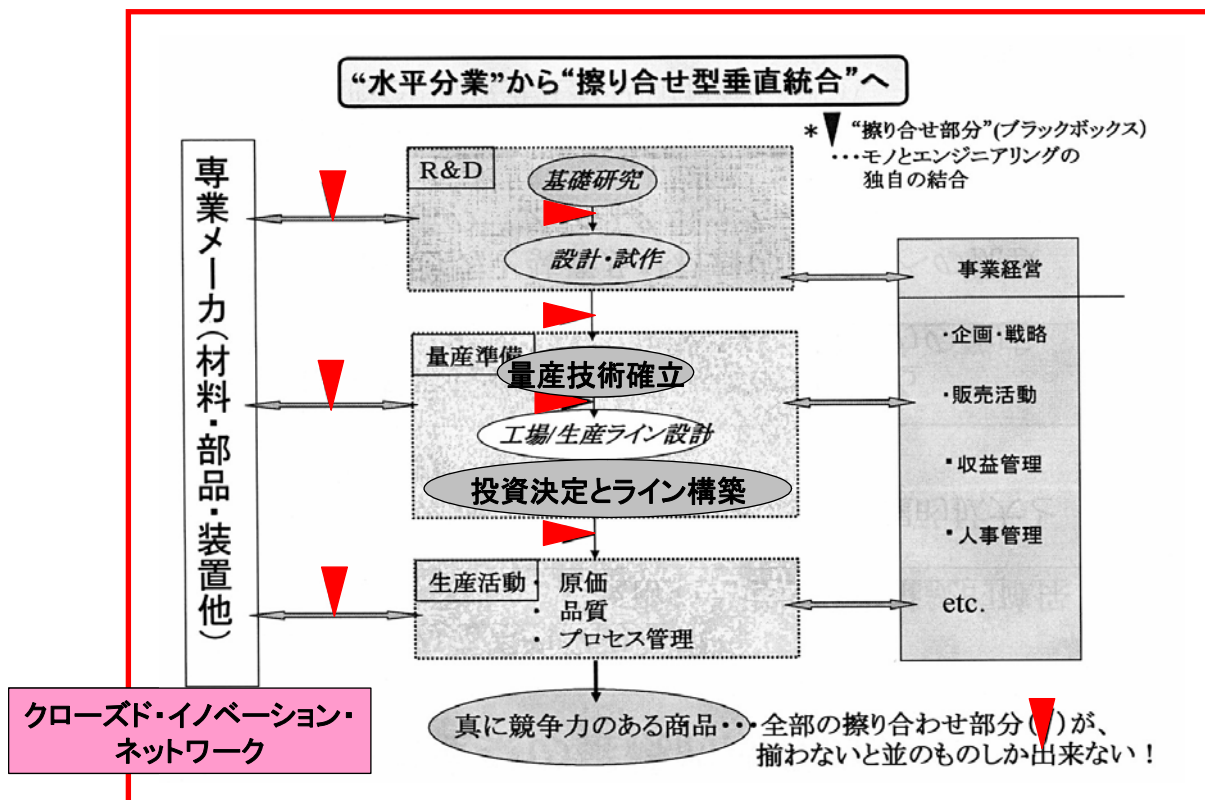 “水平分業”から“擦り合せ型垂直統合”へ
* “擦り合せ部分”(ブラックボックス)
・・・モノとエンジニアリングの
独自の結合
専業メーカ(材料・部品・装置他)
R&D
基礎研究
設計・試作
量産準備
量産技術確立
工場/生産ライン設計
投資決定とライン構築
生産活動
・ 原価
・ 品質
・ プロセス管理
事業経営
・企画・戦略
・販売活動
・収益管理
・人事管理
etc.
クローズド・イノベーション・
ネットワーク
真に競争力のある商品・・・全部の擦り合わせ部分( )が、
揃わないと並のものしか出来ない！